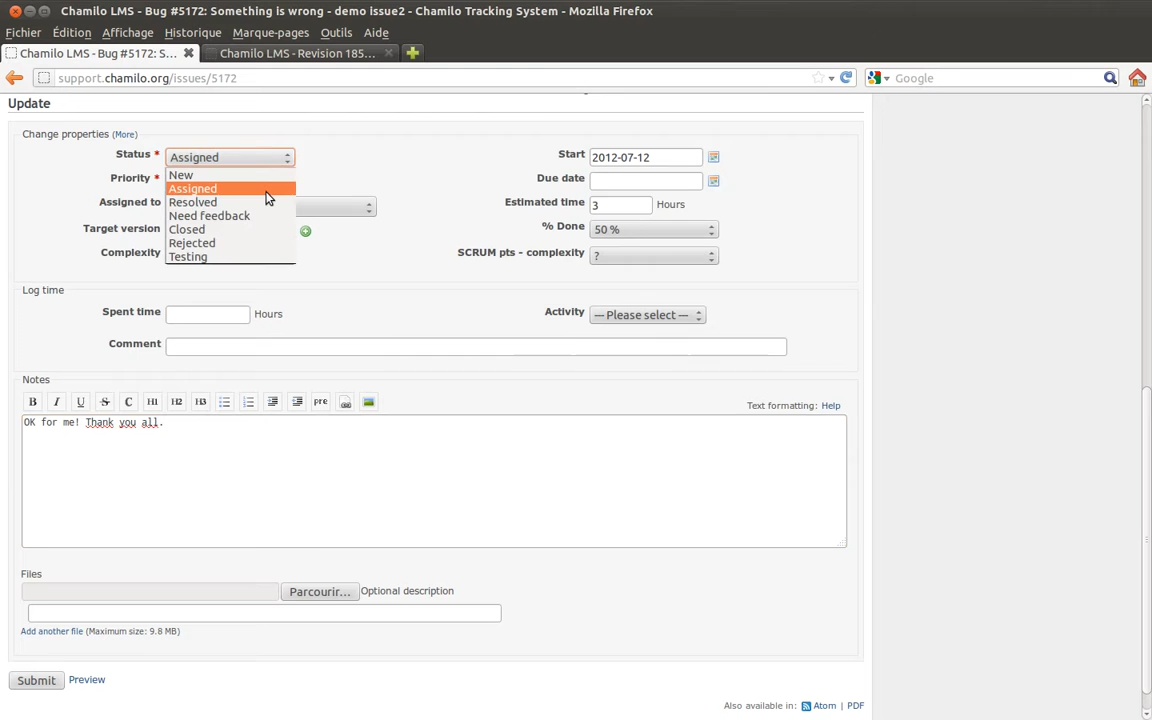 Chamilo LMS - Bug #5172: Something is wrong - demo issue2 - Chamilo Tracking System - Mozilla Firefox
Fichier Édition Affichage Historique Marque-pages Outils Aide
Chamilo LMS - Bug #5172: S... Chamilo LMS - Revision 185...
support.chamilo.org/issues/5172 Google
Update
Change properties (More)
Status * Assigned Start 2012-07-12
New
Priority * Assigned Due date
Assigned to Resolved Estimated time 3 Hours
Need feedback
Target version Closed % Done 50 %
Rejected
Complexity Testing SCRUM pts - complexity ?
Log time
Spent time Hours Activity --- Please select ---
Comment
Notes
B I U S C H1 H2 H3 pre Text formatting: Help
OK for me! Thank you all.
Files
Parcourir... Optional description
Add another file (Maximum size: 9.8 MB)
Submit Preview
Also available in: Atom | PDF